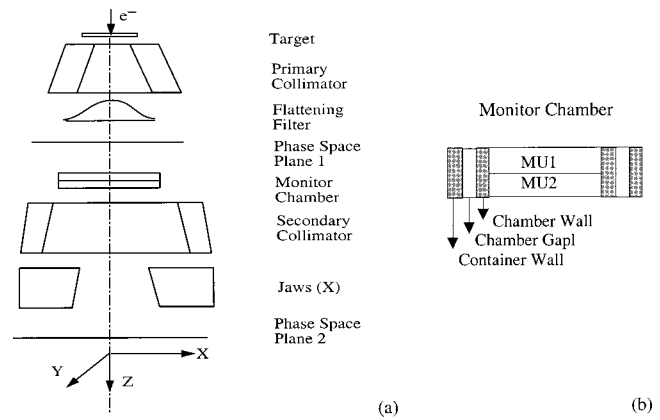 e-
Target
Primary
Collimator
Flattening
Filter
Phase Space
Plane 1
Monitor
Chamber
Secondary
Collimator
Jaws (X)
Phase Space
Plane 2
X
Y
Z
(a)
Monitor Chamber
MU1
MU2
Chamber Wall
Chamber Gapl
Container Wall
(b)